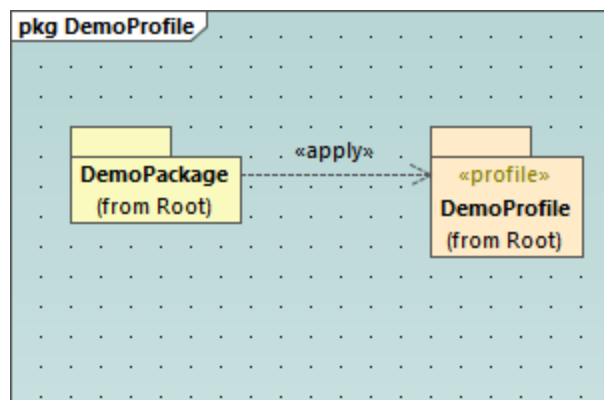 pkg DemoProfile
«apply»
DemoPackage
(from Root)
«profile»
DemoProfile
(from Root)